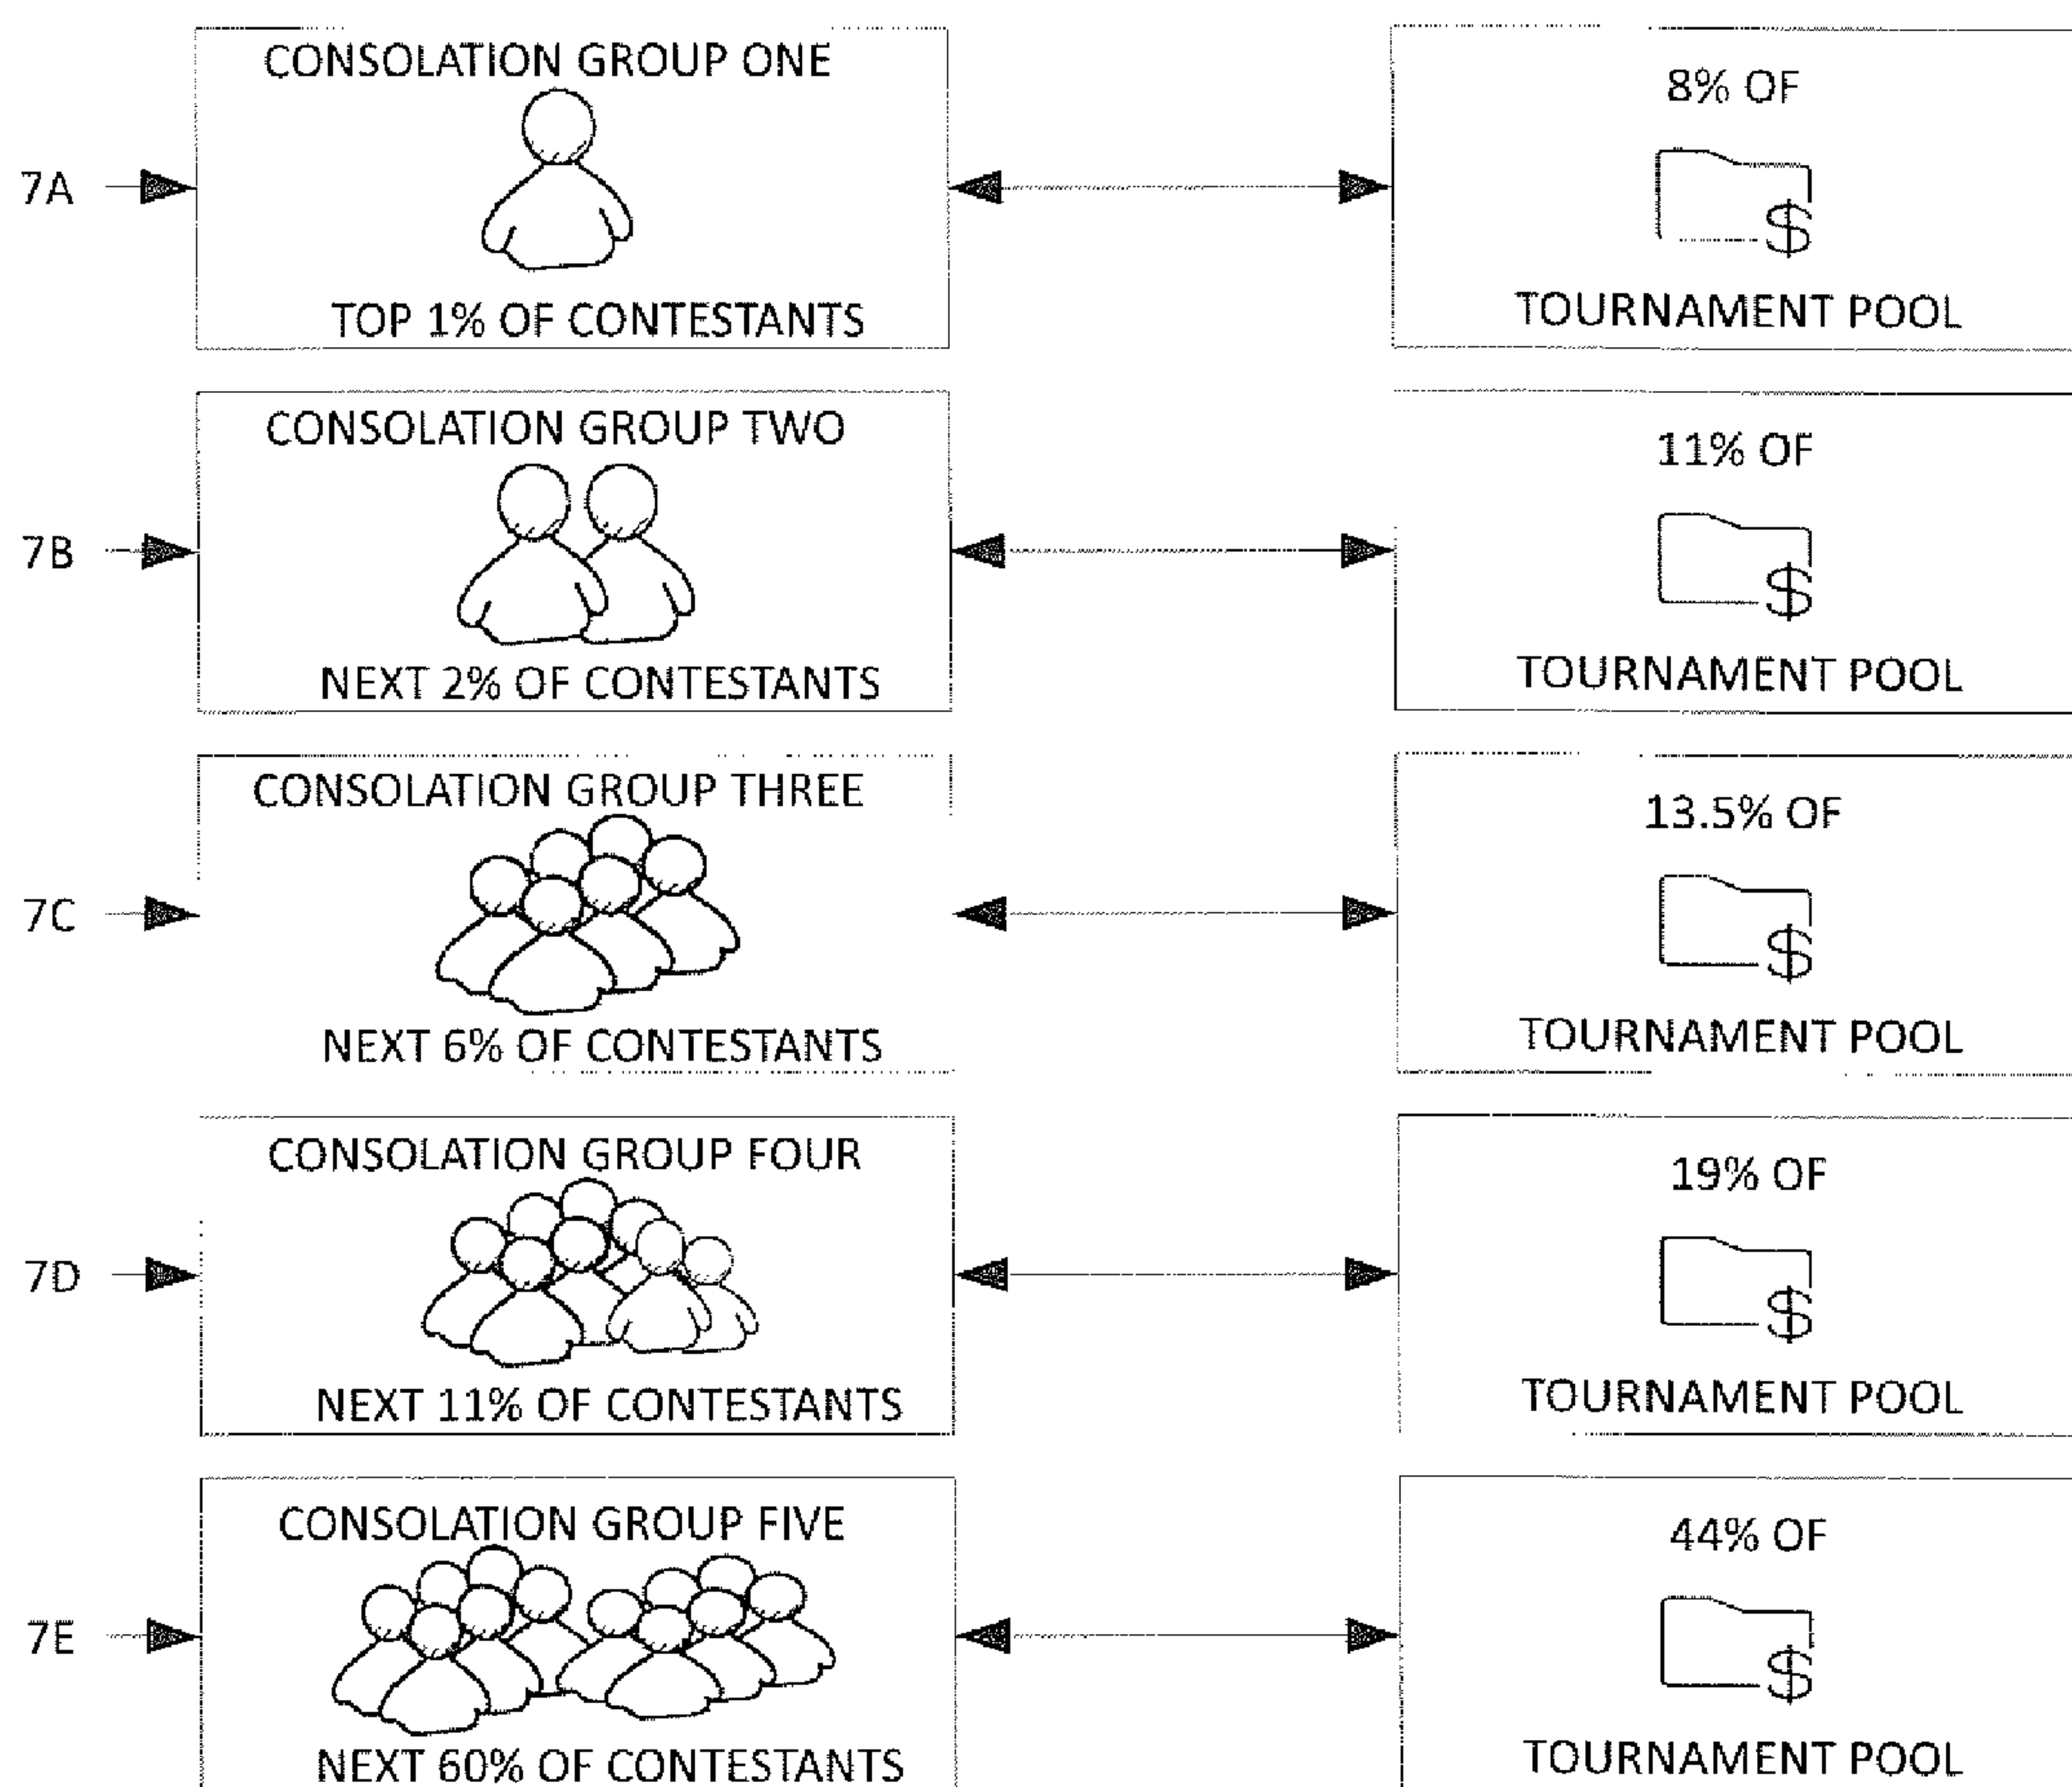 CONSOLATION GROUP ONE
7A
TOP 1% OF CONTESTANTS
8% OF
$
TOURNAMENT POOL
CONSOLATION GROUP TWO
7B
NEXT 2% OF CONTESTANTS
11% OF
$
TOURNAMENT POOL
CONSOLATION GROUP THREE
7C
NEXT 6% OF CONTESTANTS
13.5% OF
$
TOURNAMENT POOL
CONSOLATION GROUP FOUR
7D
NEXT 11% OF CONTESTANTS
19% OF
$
TOURNAMENT POOL
CONSOLATION GROUP FIVE
7E
NEXT 60% OF CONTESTANTS
44% OF
$
TOURNAMENT POOL